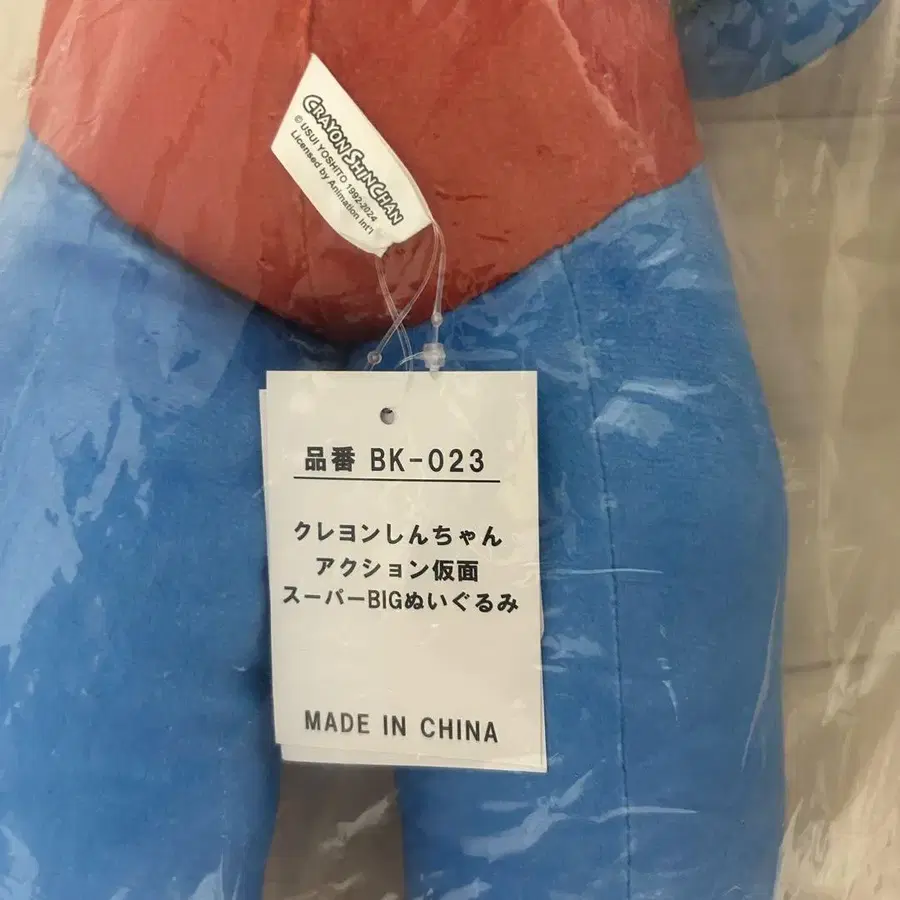 CRAYON SHINCHAN
© USUI YOSHITO 1992-2024
Licensed by Animation Int'l
品番 BK-023
クレヨンしんちゃん
アクション仮面
スーパーBIGぬいぐるみ
MADE IN CHINA